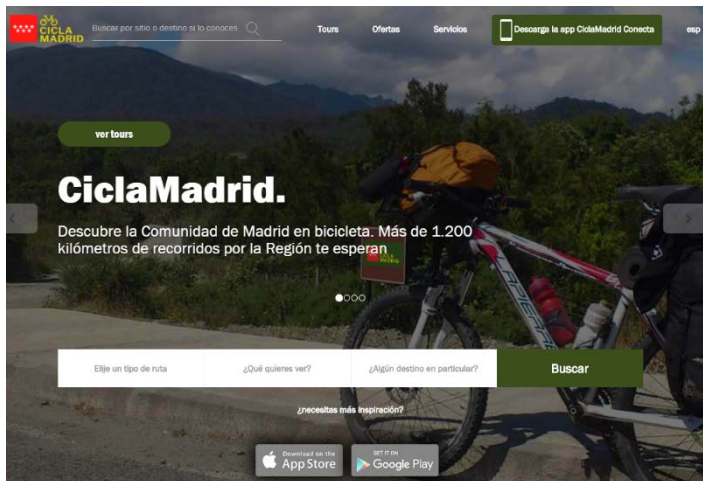 CICLA
MADRID
Buscar por sitio o destino si lo conoces
Tours
Ofertas
Servicios
Descarga la app CiclaMadrid Conecta
esp
ver tours
CiclaMadrid.
Descubre la Comunidad de Madrid en bicicleta. Más de 1.200
kilómetros de recorridos por la Región te esperan
CICLA
MADRID
LAPIERRE
Elije un tipo de ruta
¿Qué quieres ver?
¿Algún destino en particular?
Buscar
¿necesitas más inspiración?
Download on the
App Store
GET IT ON
Google Play